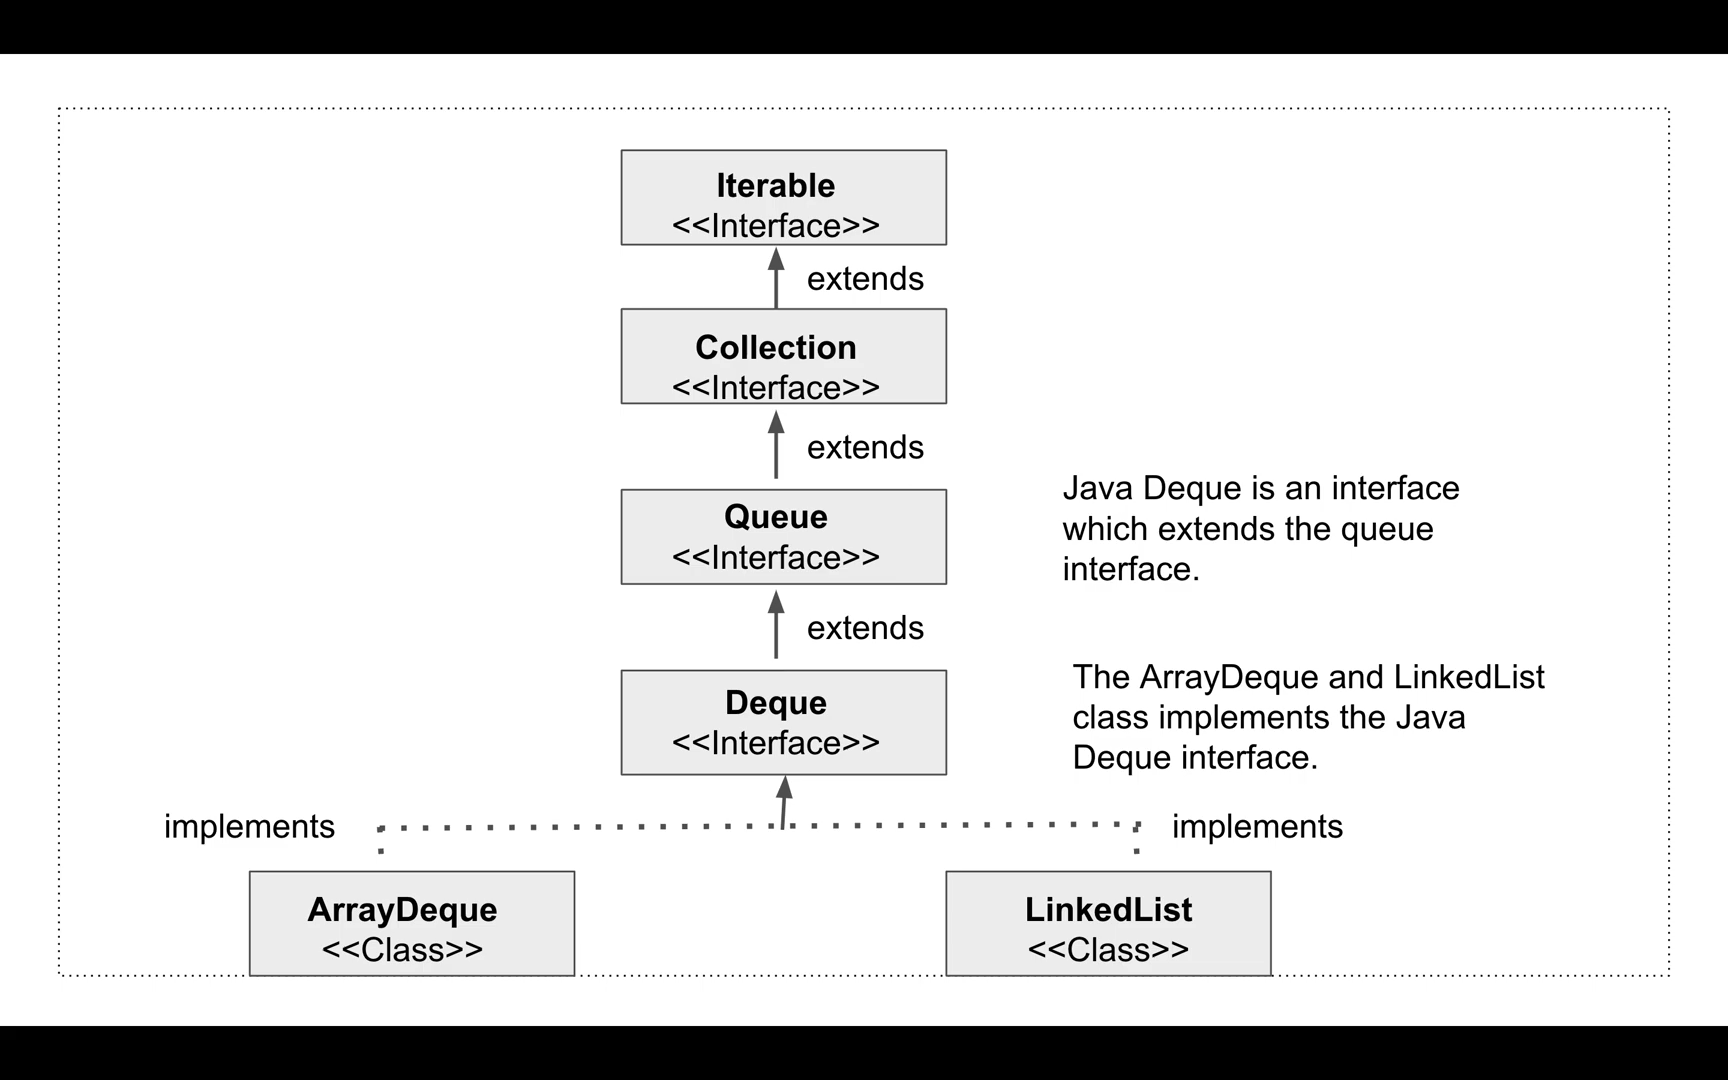 Iterable
<<Interface>>
extends
Collection
<<Interface>>
extends
Queue
<<Interface>>
Java Deque is an interface
which extends the queue
interface.
extends
Deque
<<Interface>>
The ArrayDeque and LinkedList
class implements the Java
Deque interface.
implements
implements
ArrayDeque
<<Class>>
LinkedList
<<Class>>